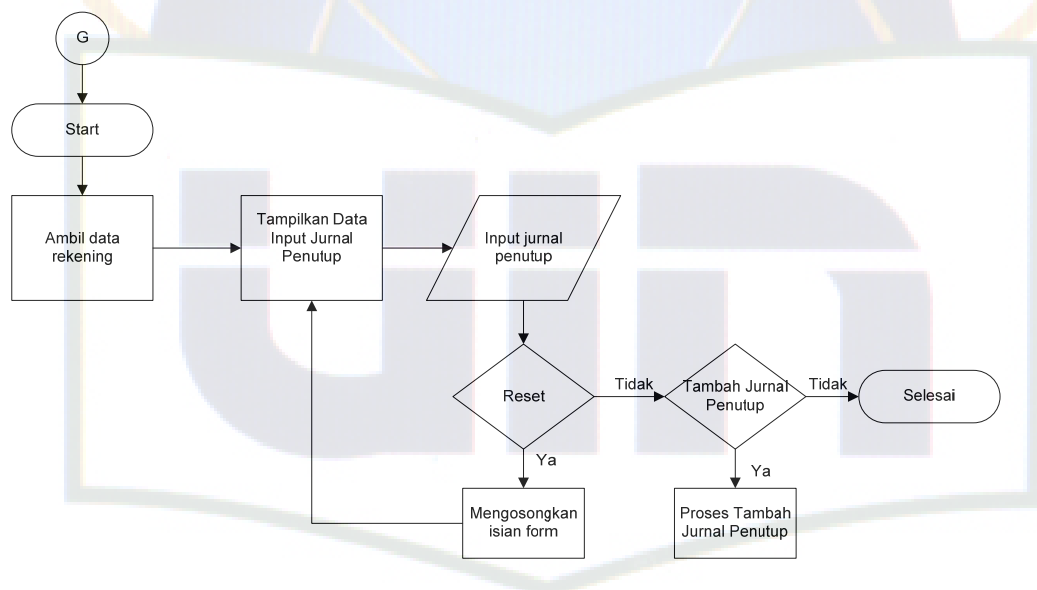 G
Start
Ambil data
rekening
Tampilkan Data
Input Jurnal
Penutup
Input jurnal
penutup
Reset
Tidak
Tambah Jurnal
Penutup
Tidak
Selesai
Ya
Ya
Mengosongkan
isian form
Proses Tambah
Jurnal Penutup
uin